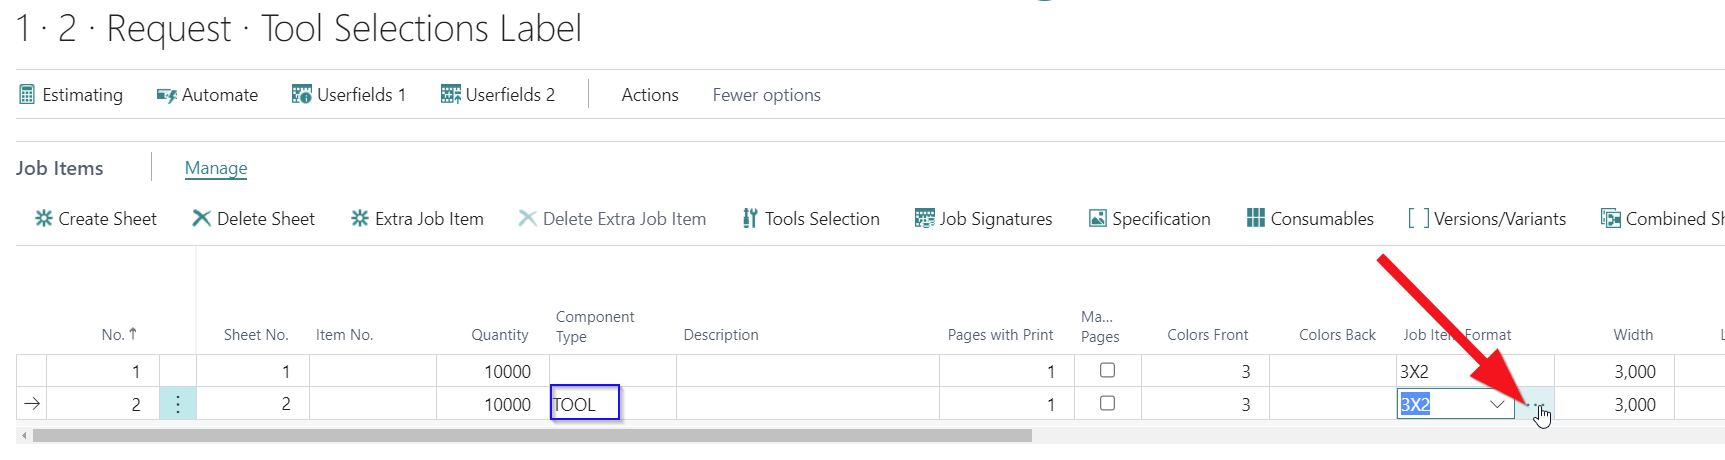 1 · 2 · Request · Tool Selections Label
Estimating Automate Userfields 1 Userfields 2 Actions Fewer options
Job Items Manage
Create Sheet Delete Sheet Extra Job Item Delete Extra Job Item Tools Selection Job Signatures Specification [ ] Consumables Versions/Variants Combined Sh
No. ↑ Sheet No. Item No. Quantity Component Type Description Pages with Print Ma... Pages Colors Front Colors Back Job Item Format Width
1 1 10000 1 3 3X2 3,000
2 2 10000 TOOL 1 3 3X2 3,000